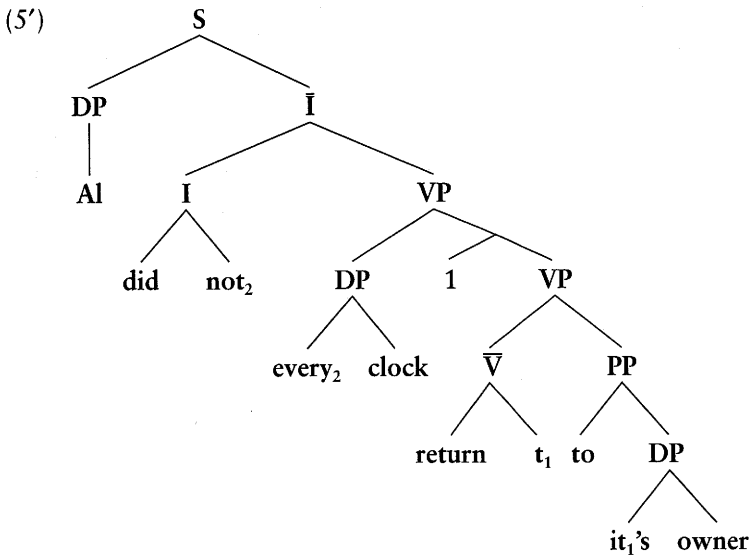 (5′) S
DP Ī
Al I VP
did not₂ DP 1 VP
every₂ clock V̅ PP
return t₁ to DP
it₁'s owner